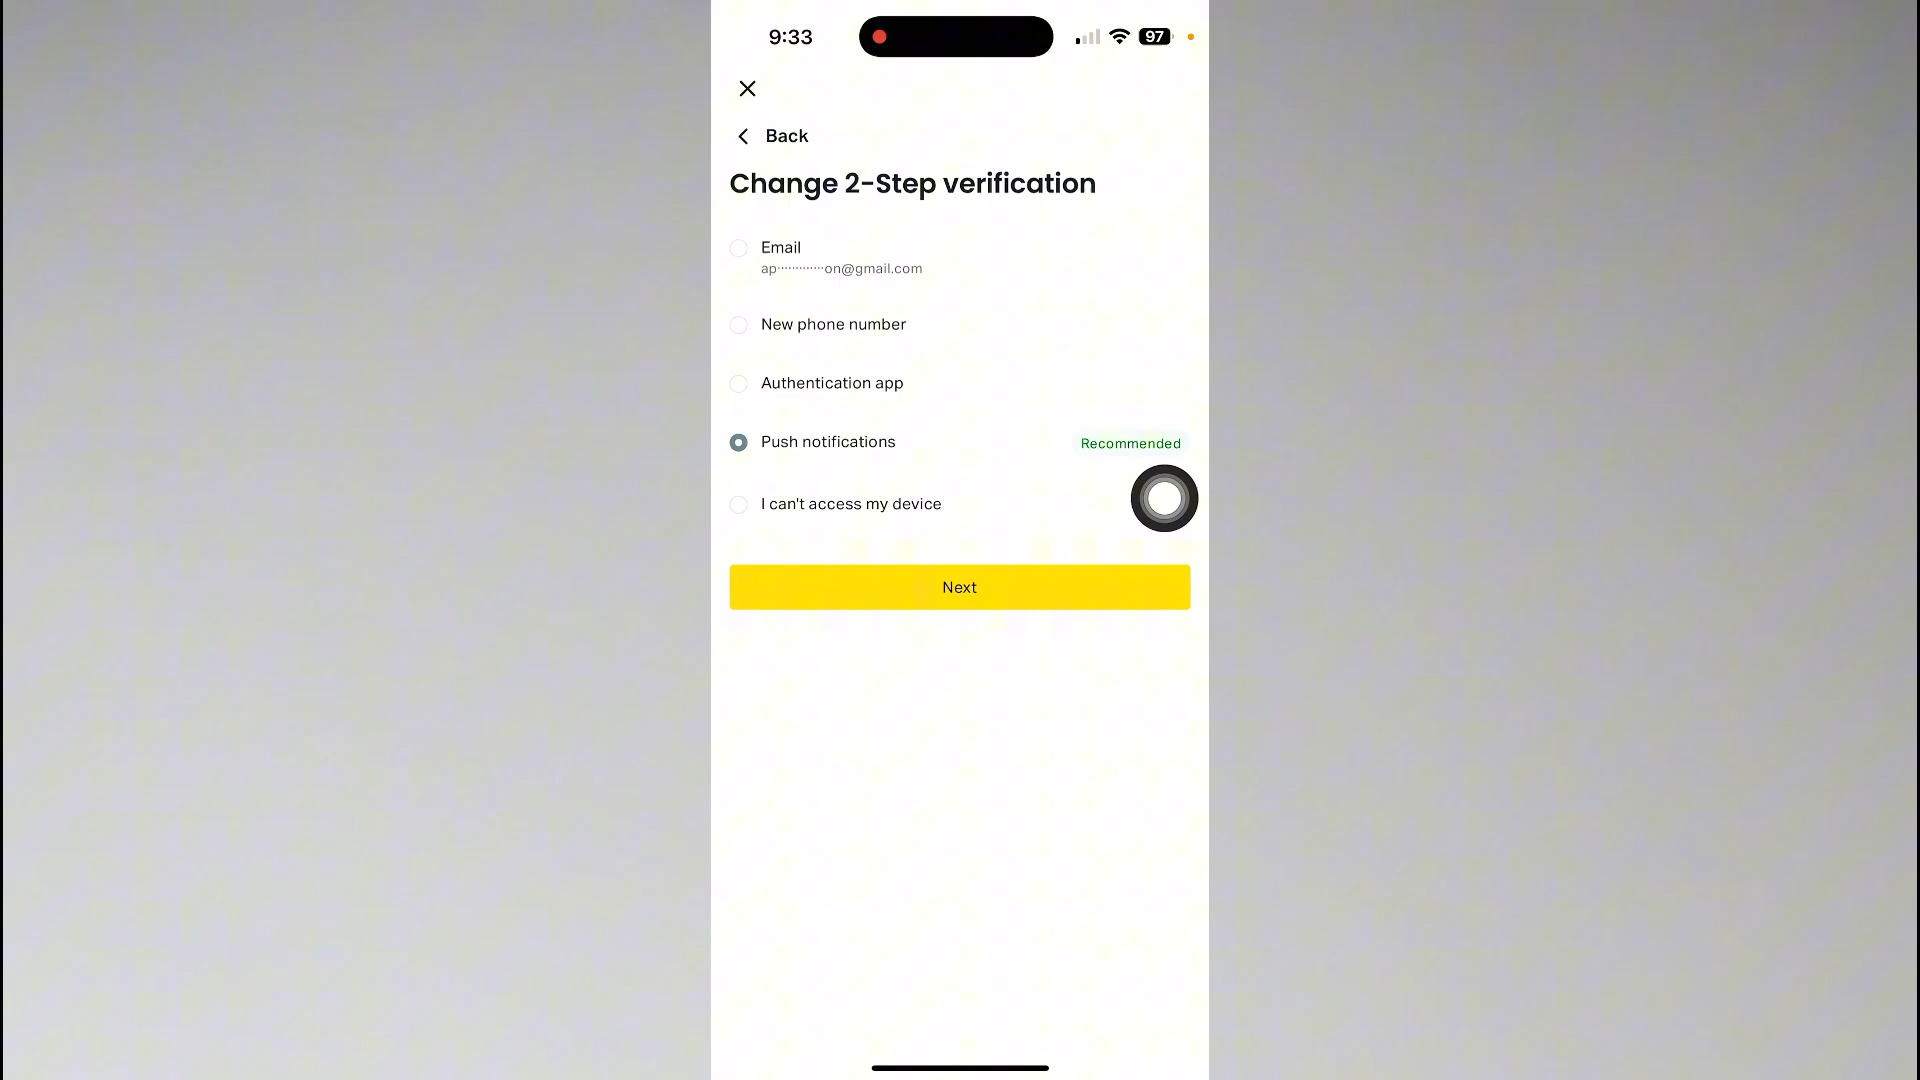 9:33
97
Back
Change 2-Step verification
Email
ap·············on@gmail.com
New phone number
Authentication app
Push notifications
Recommended
I can't access my device
Next